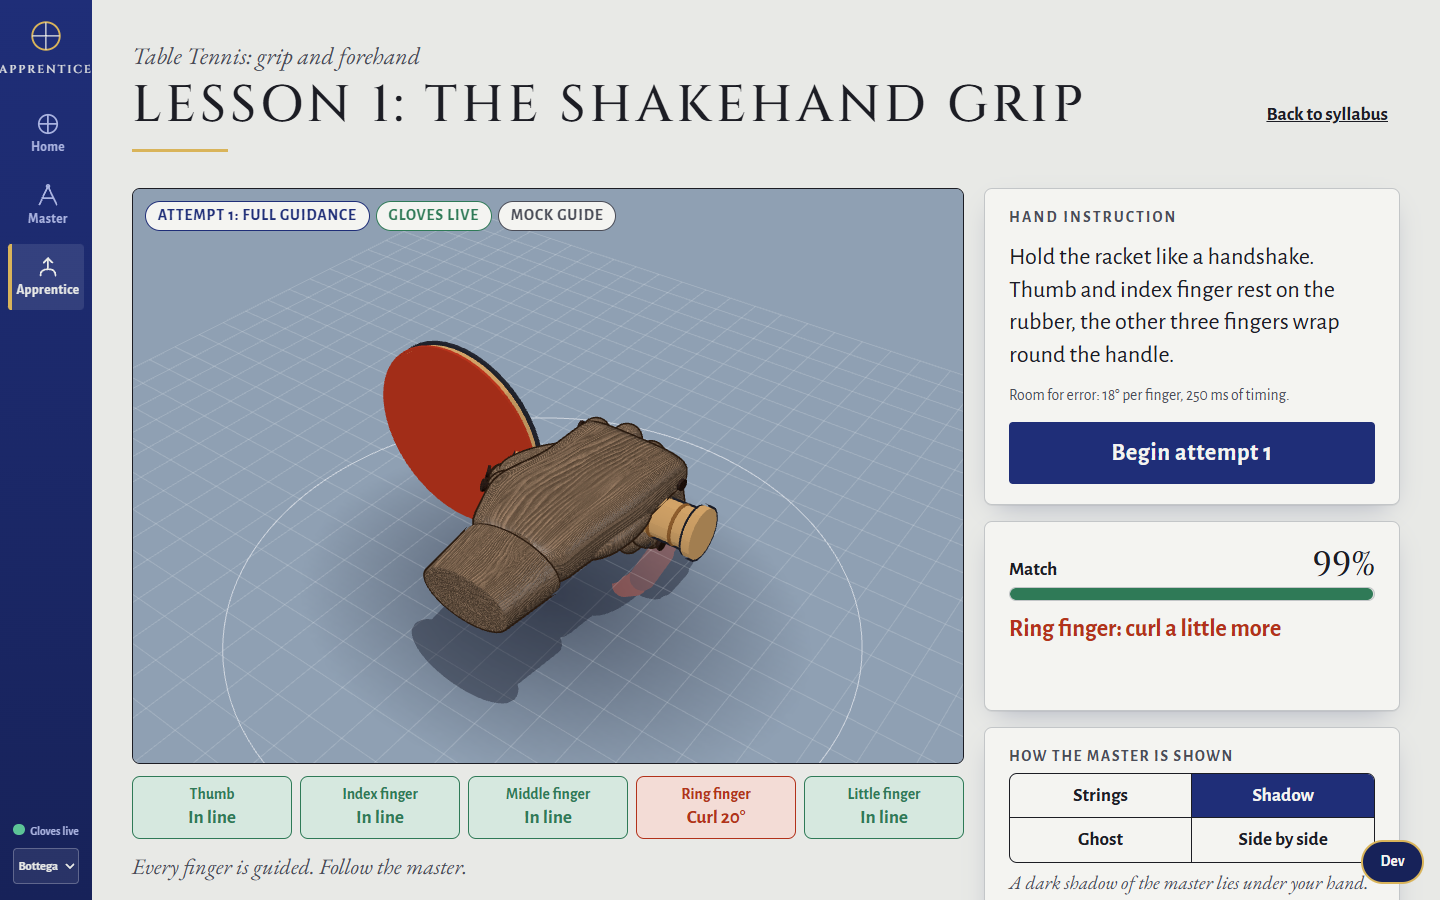 APPRENTICE
Home
Master
Apprentice
Gloves live
Bottega
Table Tennis: grip and forehand
LESSON 1: THE SHAKEHAND GRIP
Back to syllabus
ATTEMPT 1: FULL GUIDANCE
GLOVES LIVE
MOCK GUIDE
Thumb
In line
Index finger
In line
Middle finger
In line
Ring finger
Curl 20°
Little finger
In line
Every finger is guided. Follow the master.
HAND INSTRUCTION
Hold the racket like a handshake.
Thumb and index finger rest on the
rubber, the other three fingers wrap
round the handle.
Room for error: 18° per finger, 250 ms of timing.
Begin attempt 1
Match
99%
Ring finger: curl a little more
HOW THE MASTER IS SHOWN
Strings
Shadow
Ghost
Side by side
A dark shadow of the master lies under your hand.
Dev